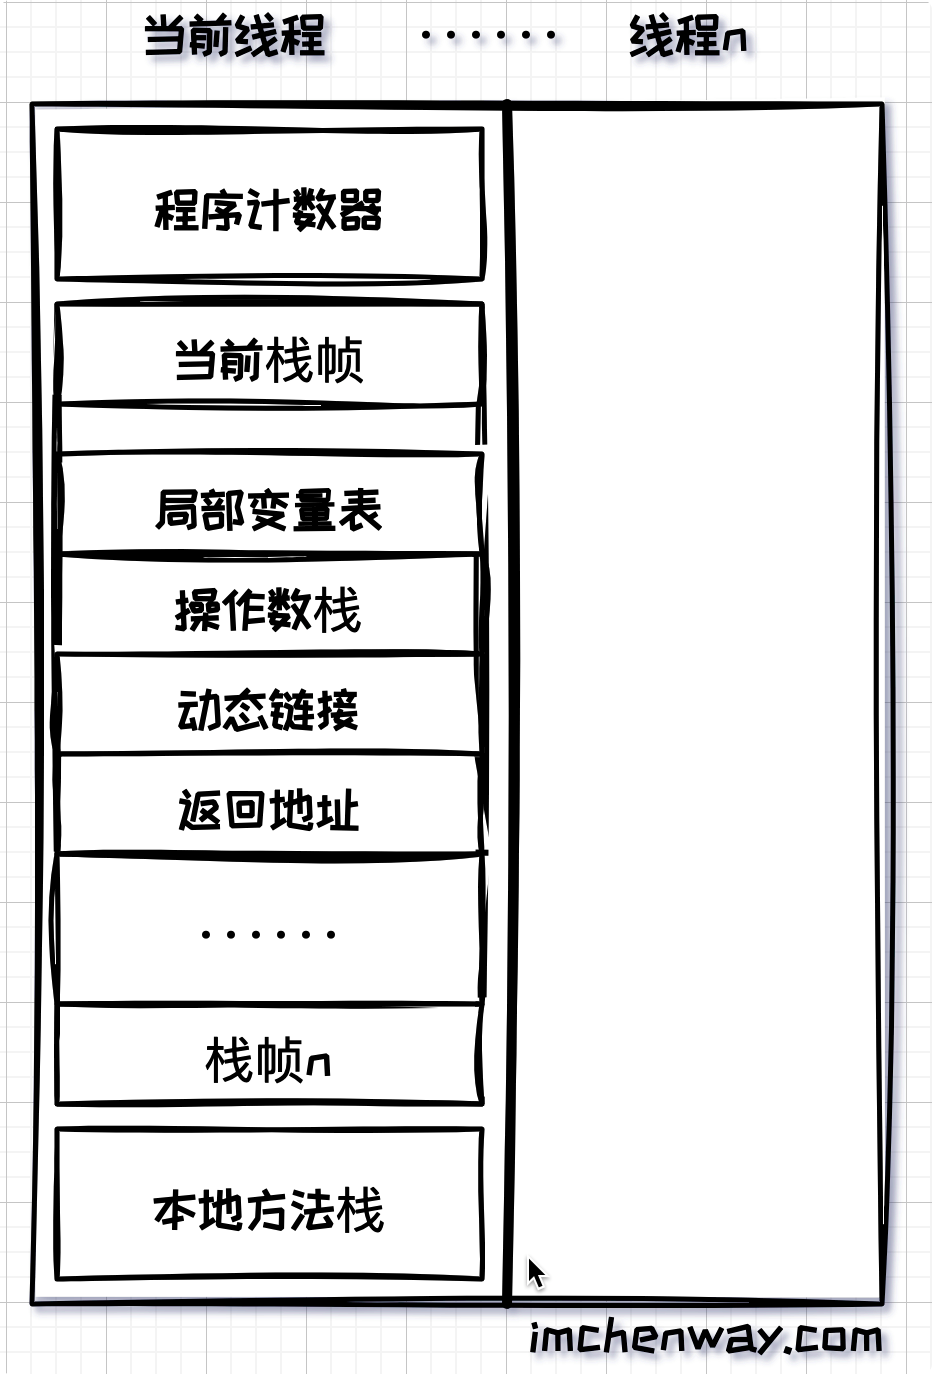 当前线程 ······ 线程n
程序计数器
当前栈帧
局部变量表
操作数栈
动态链接
返回地址
······
栈帧n
本地方法栈
imchenway.com